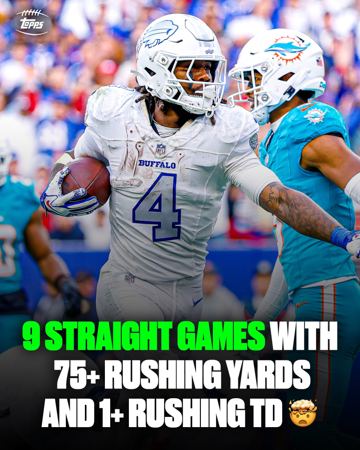 Topps
BUFFALO
4
9 STRAIGHT GAMES WITH
75+ RUSHING YARDS
AND 1+ RUSHING TD 🤯